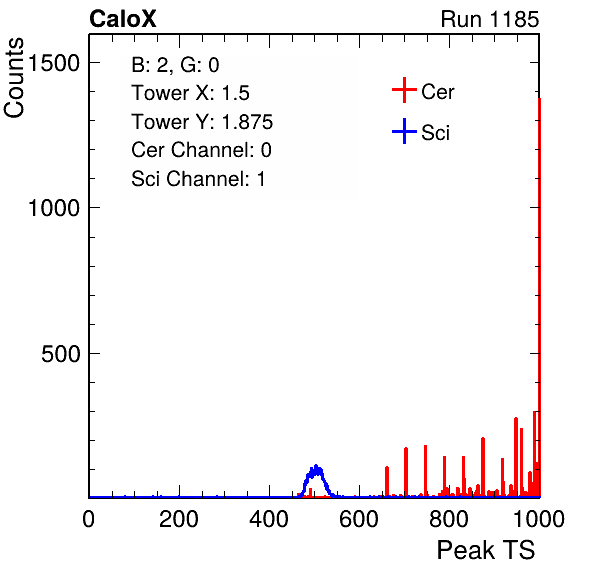 CaloX Run 1185
Counts
1500
1000
500
B: 2, G: 0
Tower X: 1.5
Tower Y: 1.875
Cer Channel: 0
Sci Channel: 1
Cer
Sci
0 200 400 600 800 1000
Peak TS